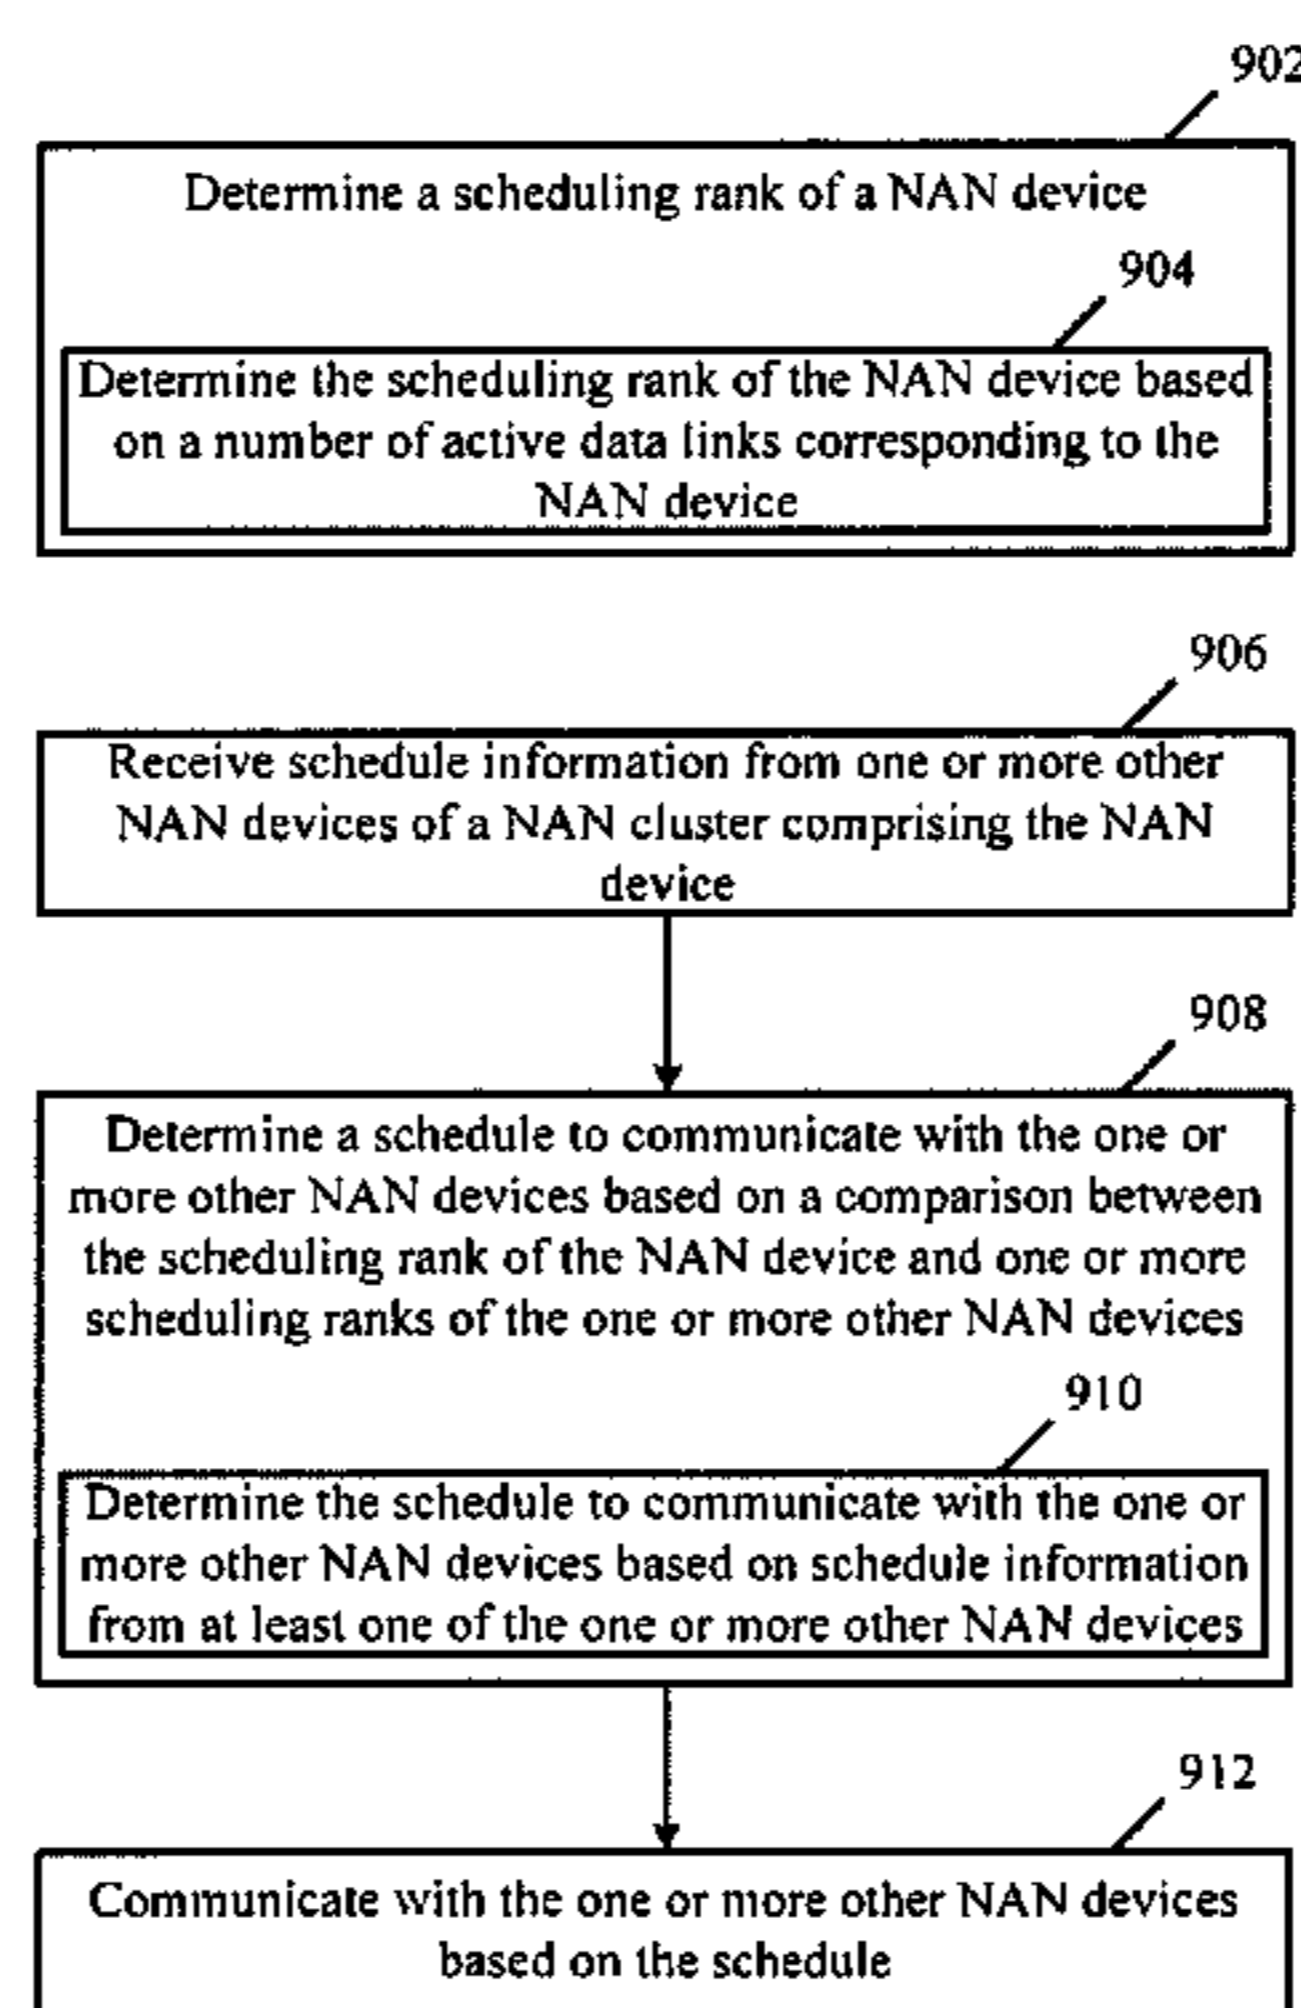 902
Determine a scheduling rank of a NAN device
904
Determine the scheduling rank of the NAN device based
on a number of active data links corresponding to the
NAN device
906
Receive schedule information from one or more other
NAN devices of a NAN cluster comprising the NAN
device
908
Determine a schedule to communicate with the one or
more other NAN devices based on a comparison between
the scheduling rank of the NAN device and one or more
scheduling ranks of the one or more other NAN devices
910
Determine the schedule to communicate with the one or
more other NAN devices based on schedule information
from at least one of the one or more other NAN devices
912
Communicate with the one or more other NAN devices
based on the schedule